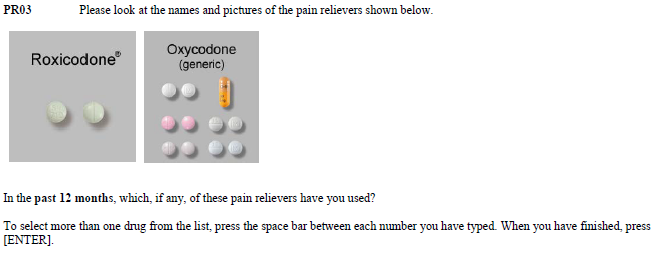 PR03 Please look at the names and pictures of the pain relievers shown below.
Roxicodone®
Oxycodone
(generic)
In the past 12 months, which, if any, of these pain relievers have you used?
To select more than one drug from the list, press the space bar between each number you have typed. When you have finished, press
[ENTER].